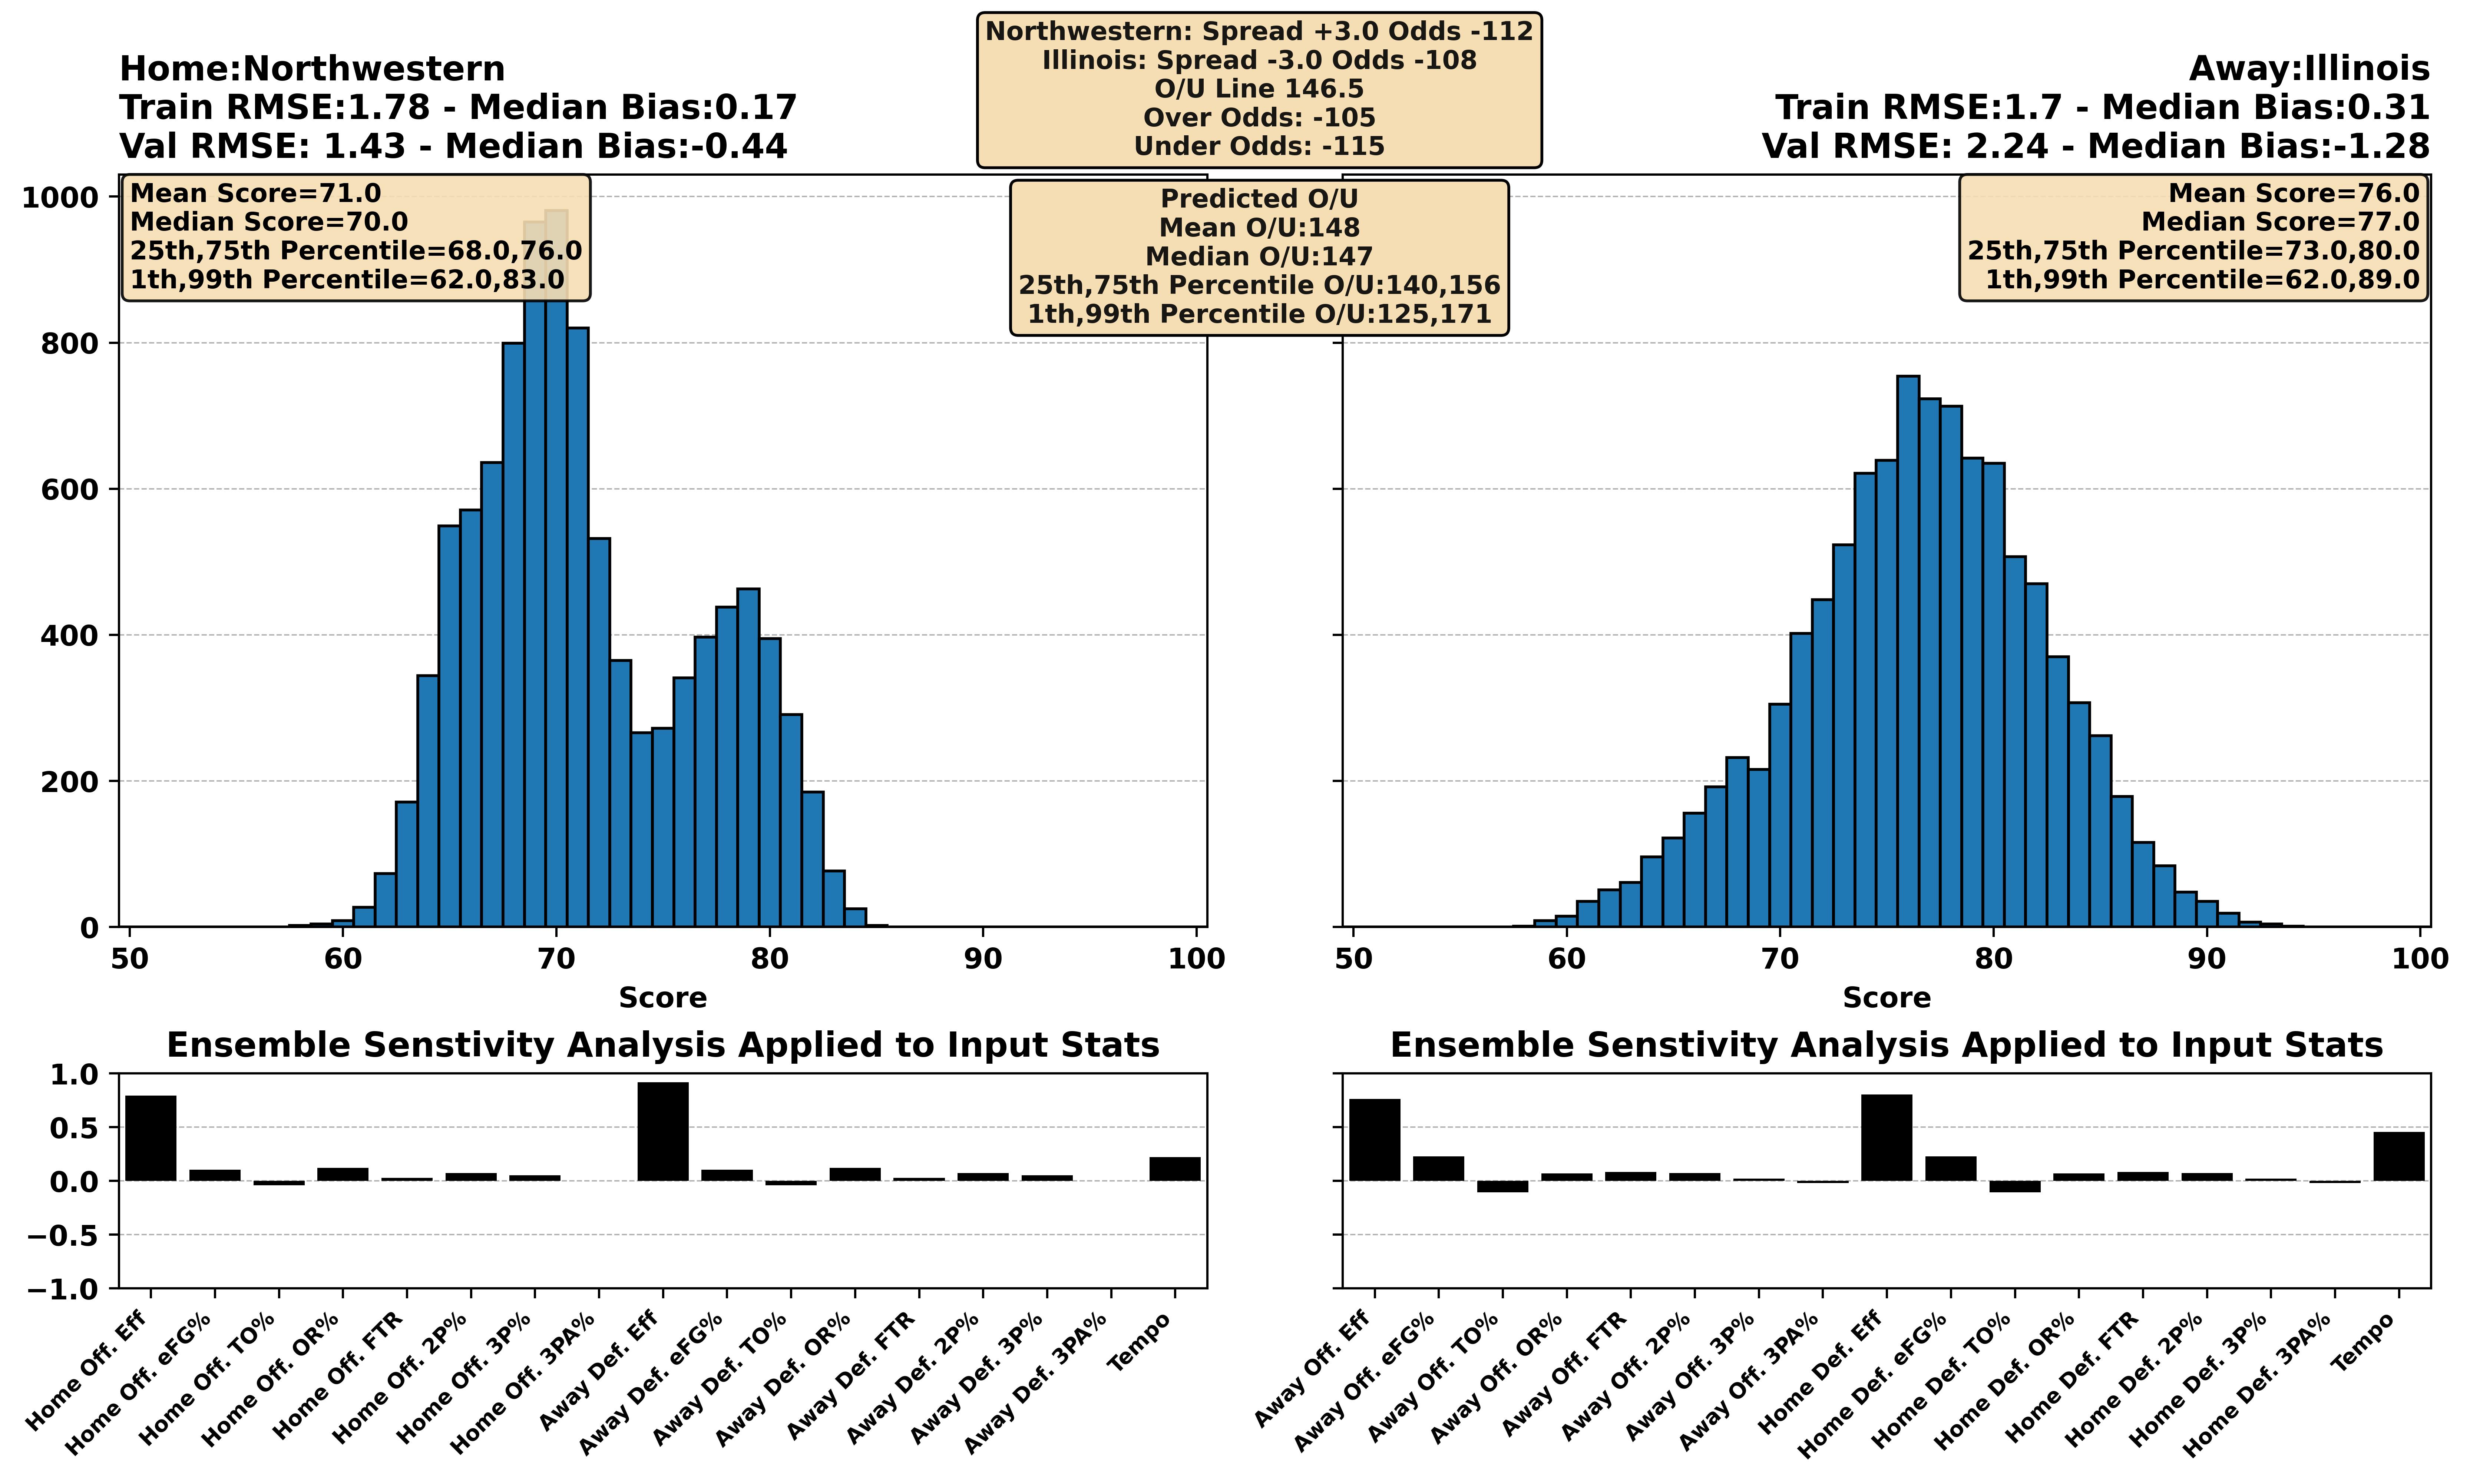 Northwestern: Spread +3.0 Odds -112
Illinois: Spread -3.0 Odds -108
O/U Line 146.5
Over Odds: -105
Under Odds: -115
Home:Northwestern
Train RMSE:1.78 - Median Bias:0.17
Val RMSE: 1.43 - Median Bias:-0.44
Away:Illinois
Train RMSE:1.7 - Median Bias:0.31
Val RMSE: 2.24 - Median Bias:-1.28
Mean Score=71.0
Median Score=70.0
25th,75th Percentile=68.0,76.0
1th,99th Percentile=62.0,83.0
Predicted O/U
Mean O/U:148
Median O/U:147
25th,75th Percentile O/U:140,156
1th,99th Percentile O/U:125,171
Mean Score=76.0
Median Score=77.0
25th,75th Percentile=73.0,80.0
1th,99th Percentile=62.0,89.0
1000
800
600
400
200
0
50 60 70 80 90 100
Score
50 60 70 80 90 100
Score
Ensemble Senstivity Analysis Applied to Input Stats
1.0
0.5
0.0
−0.5
−1.0
Home Off. Eff
Home Off. eFG%
Home Off. TO%
Home Off. OR%
Home Off. FTR
Home Off. 2P%
Home Off. 3P%
Home Off. 3PA%
Away Def. Eff
Away Def. eFG%
Away Def. TO%
Away Def. OR%
Away Def. FTR
Away Def. 2P%
Away Def. 3P%
Away Def. 3PA%
Tempo
Ensemble Senstivity Analysis Applied to Input Stats
Away Off. Eff
Away Off. eFG%
Away Off. TO%
Away Off. OR%
Away Off. FTR
Away Off. 2P%
Away Off. 3P%
Away Off. 3PA%
Home Def. Eff
Home Def. eFG%
Home Def. TO%
Home Def. OR%
Home Def. FTR
Home Def. 2P%
Home Def. 3P%
Home Def. 3PA%
Tempo